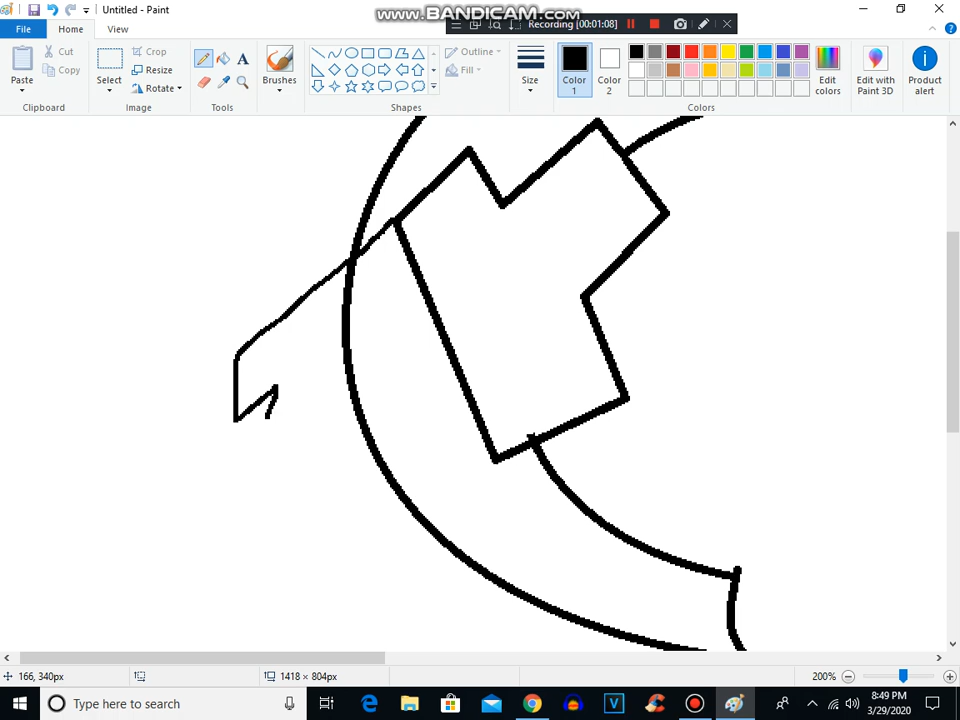 Untitled - Paint
www.BANDICAM.com
Recording [00:01:08]
File
Home
View
Paste
Cut
Copy
Clipboard
Select
Crop
Resize
Rotate
Image
A
Tools
Brushes
Outline
Fill
Shapes
Size
Color
1
Color
2
Edit
colors
Edit with
Paint 3D
Product
alert
Colors
166, 340px
1418 × 804px
200%
Type here to search
8:49 PM
3/29/2020